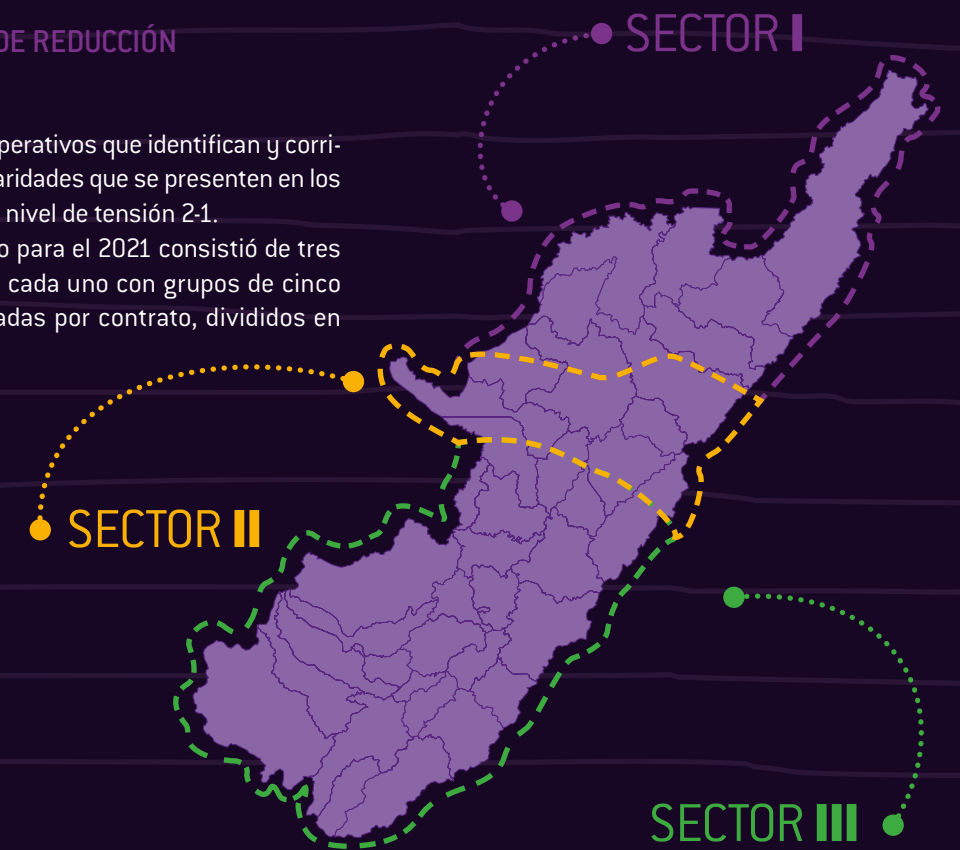 DE REDUCCIÓN
SECTOR I
perativos que identifican y corri-
aridades que se presenten en los
nivel de tensión 2-1.
o para el 2021 consistió de tres
cada uno con grupos de cinco
adas por contrato, divididos en
SECTOR II
SECTOR III